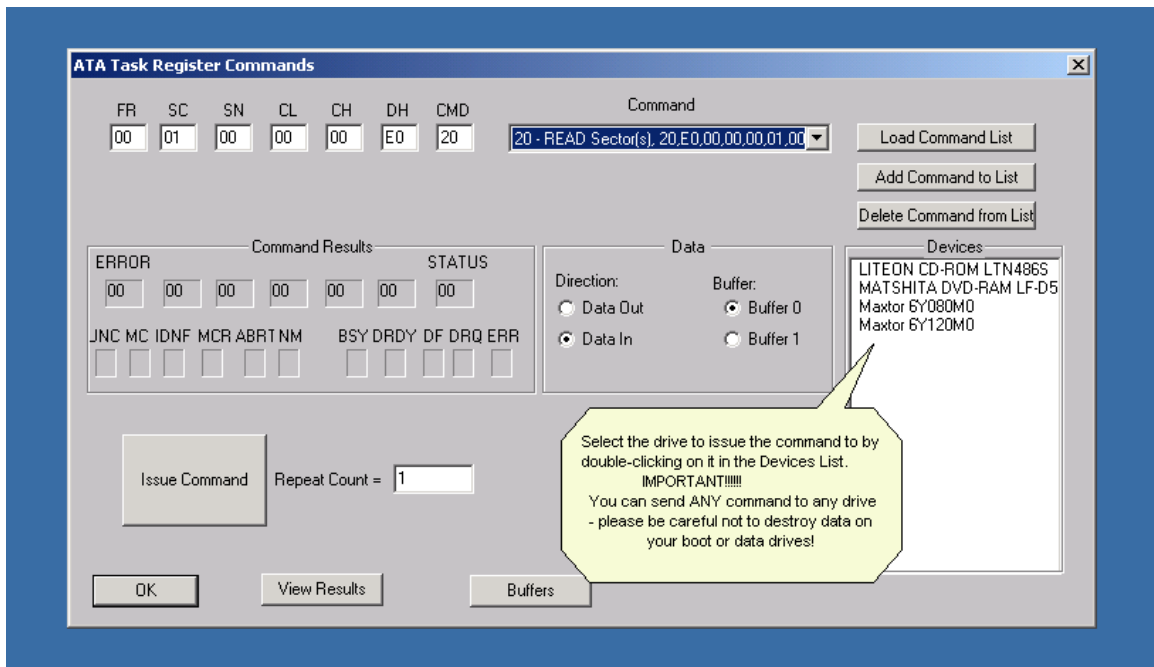 ATA Task Register Commands
FR SC SN CL CH DH CMD
00 01 00 00 00 E0 20
Command
20 - READ Sector(s), 20,E0,00,00,00,01,00
Load Command List
Add Command to List
Delete Command from List
Command Results
ERROR STATUS
00 00 00 00 00 00 00
UNC MC IDNF MCR ABRT NM BSY DRDY DF DRQ ERR
Data
Direction:
Data Out
Data In
Buffer:
Buffer 0
Buffer 1
Devices
LITEON CD-ROM LTN486S
MATSHITA DVD-RAM LF-D5
Maxtor 6Y080M0
Maxtor 6Y120M0
Select the drive to issue the command to by
double-clicking on it in the Devices List.
IMPORTANT!!!!!!
You can send ANY command to any drive
- please be careful not to destroy data on
your boot or data drives!
Issue Command
Repeat Count = 1
OK
View Results
Buffers